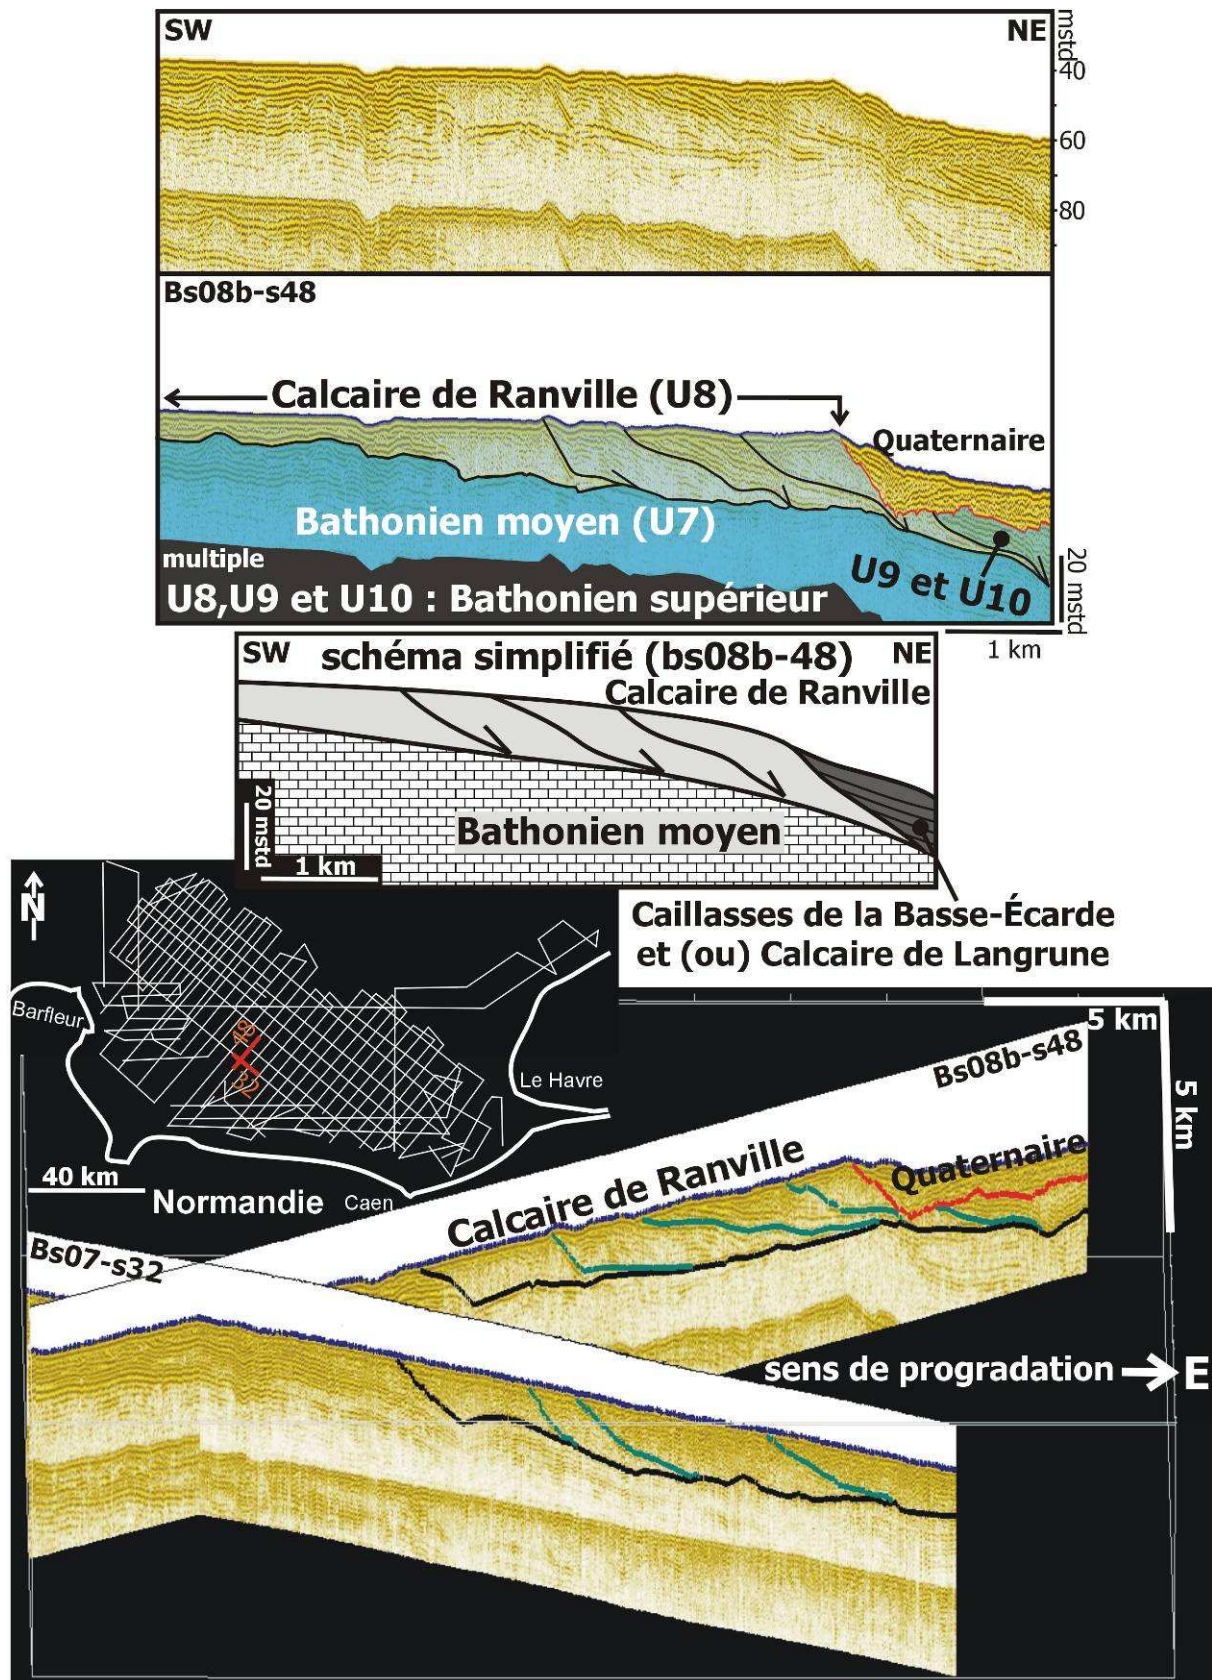 SW
NE
mstd
40
60
80
Bs08b-s48
Calcaire de Ranville (U8)
Quaternaire
Bathonien moyen (U7)
multiple
U9 et U10
U8,U9 et U10 : Bathonien supérieur
20 mstd
1 km
SW
schéma simplifié (bs08b-48)
NE
Calcaire de Ranville
20 mstd
Bathonien moyen
1 km
Caillasses de la Basse-Écarde
et (ou) Calcaire de Langrune
N
Barfleur
48
32
Le Havre
40 km
Normandie
Caen
5 km
5 km
Bs08b-s48
Calcaire de Ranville
Quaternaire
Bs07-s32
sens de progradation
E